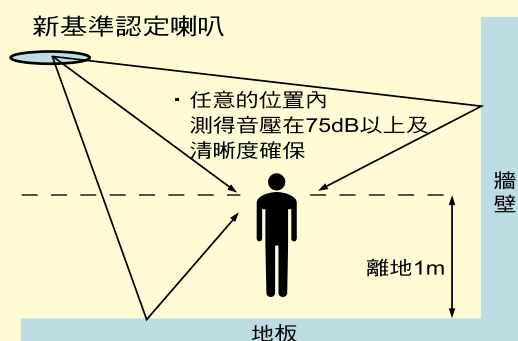 新基準認定喇叭
・任意的位置內
測得音壓在75dB以上及
清晰度確保
牆壁
離地1m
地板